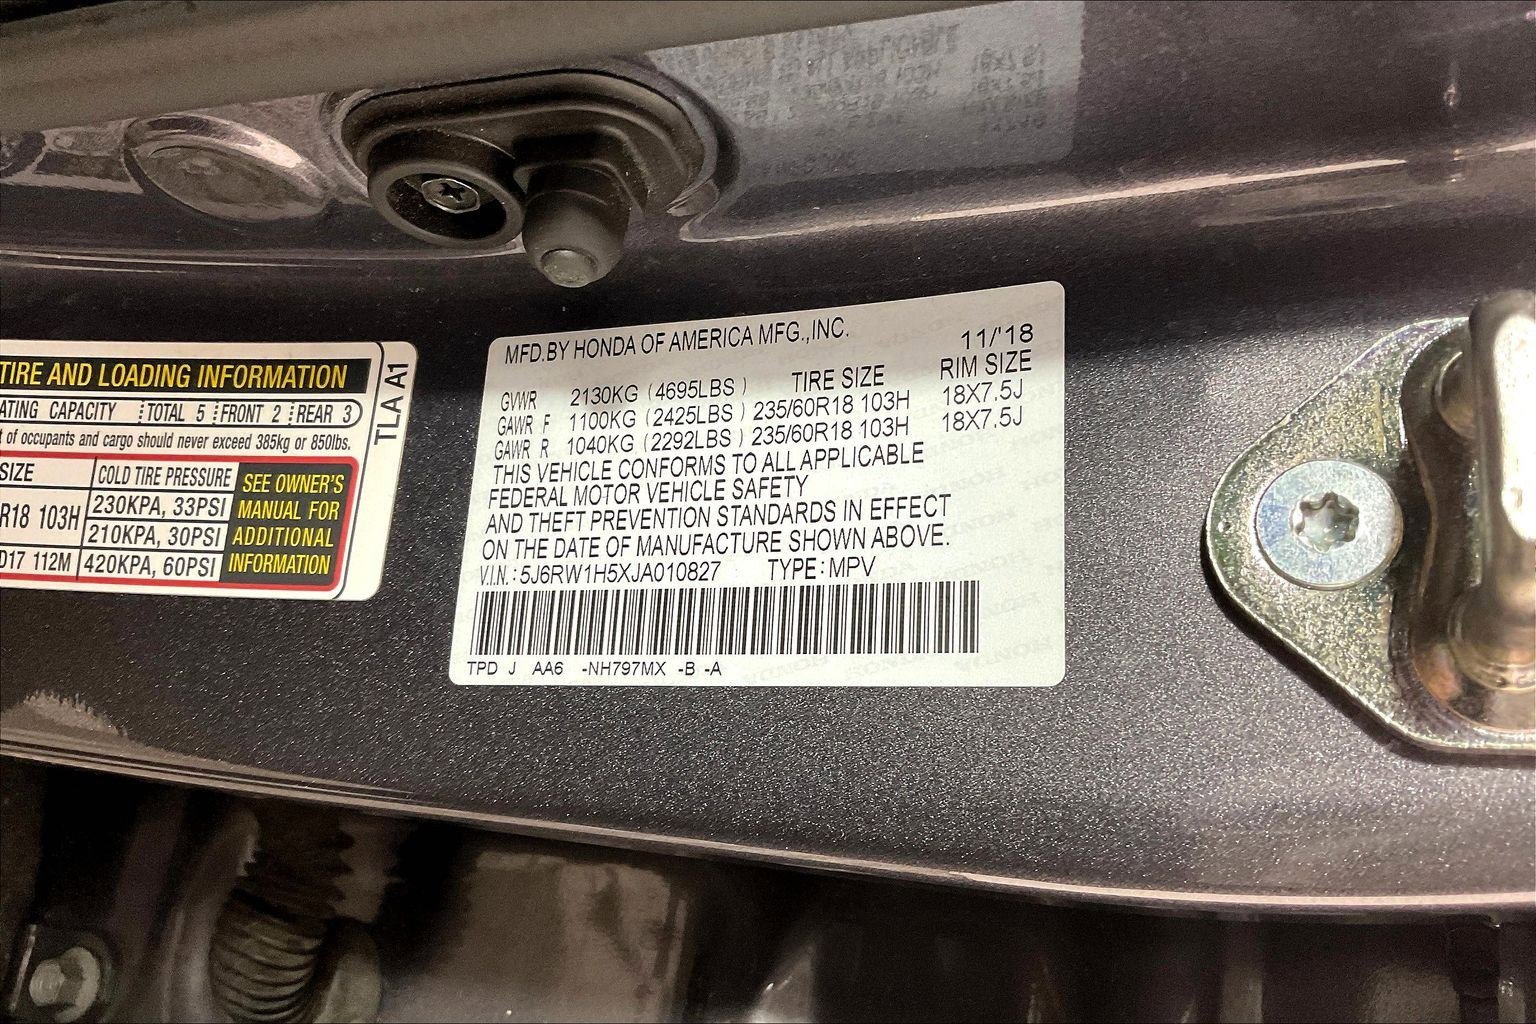 TIRE AND LOADING INFORMATION
ATING CAPACITY TOTAL 5 FRONT 2 REAR 3
t of occupants and cargo should never exceed 385kg or 850lbs.
SIZE COLD TIRE PRESSURE SEE OWNER'S MANUAL FOR ADDITIONAL INFORMATION
R18 103H 230KPA, 33PSI
210KPA, 30PSI
D17 112M 420KPA, 60PSI
TLA A1
MFD.BY HONDA OF AMERICA MFG.,INC. 11/'18
GVWR 2130KG (4695LBS) TIRE SIZE RIM SIZE
GAWR F 1100KG (2425LBS) 235/60R18 103H 18X7.5J
GAWR R 1040KG (2292LBS) 235/60R18 103H 18X7.5J
THIS VEHICLE CONFORMS TO ALL APPLICABLE
FEDERAL MOTOR VEHICLE SAFETY
AND THEFT PREVENTION STANDARDS IN EFFECT
ON THE DATE OF MANUFACTURE SHOWN ABOVE.
V.I.N.: 5J6RW1H5XJA010827 TYPE: MPV
TPD J AA6 -NH797MX -B -A